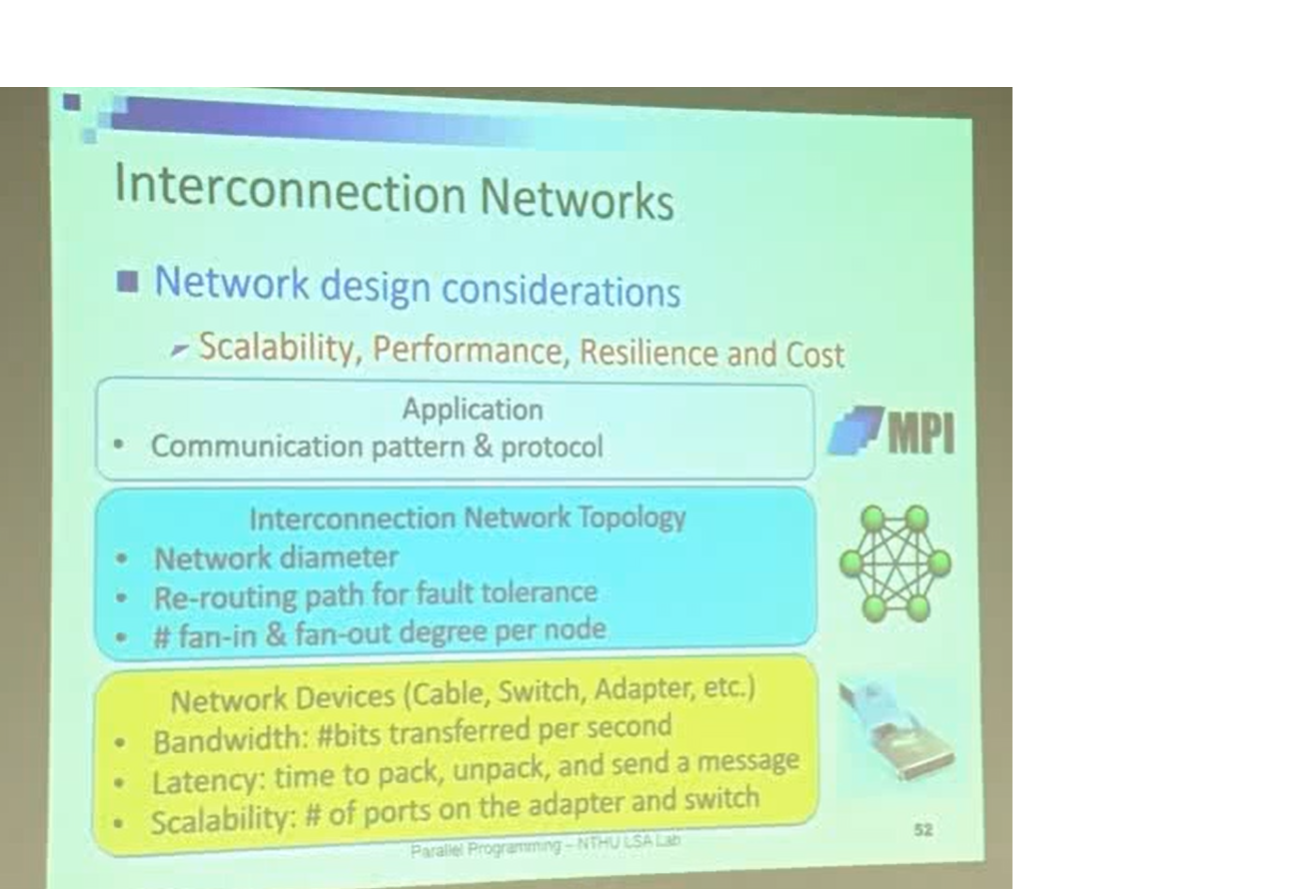 Interconnection Networks
Network design considerations
Scalability, Performance, Resilience and Cost
Application
• Communication pattern & protocol
MPI
Interconnection Network Topology
• Network diameter
• Re-routing path for fault tolerance
• # fan-in & fan-out degree per node
Network Devices (Cable, Switch, Adapter, etc.)
• Bandwidth: #bits transferred per second
• Latency: time to pack, unpack, and send a message
• Scalability: # of ports on the adapter and switch
Parallel Programming – NTHU LSA Lab
52